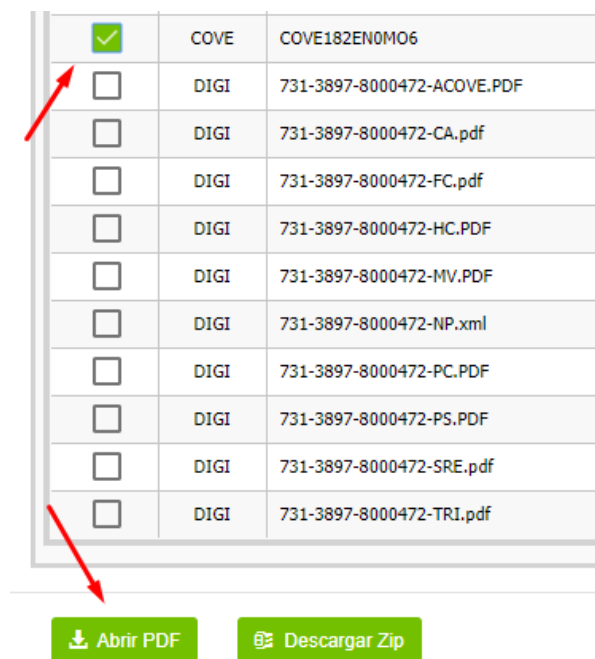 COVE COVE182EN0MO6
DIGI 731-3897-8000472-ACOVE.PDF
DIGI 731-3897-8000472-CA.pdf
DIGI 731-3897-8000472-FC.pdf
DIGI 731-3897-8000472-HC.PDF
DIGI 731-3897-8000472-MV.PDF
DIGI 731-3897-8000472-NP.xml
DIGI 731-3897-8000472-PC.PDF
DIGI 731-3897-8000472-PS.PDF
DIGI 731-3897-8000472-SRE.pdf
DIGI 731-3897-8000472-TRI.pdf
Abrir PDF Descargar Zip